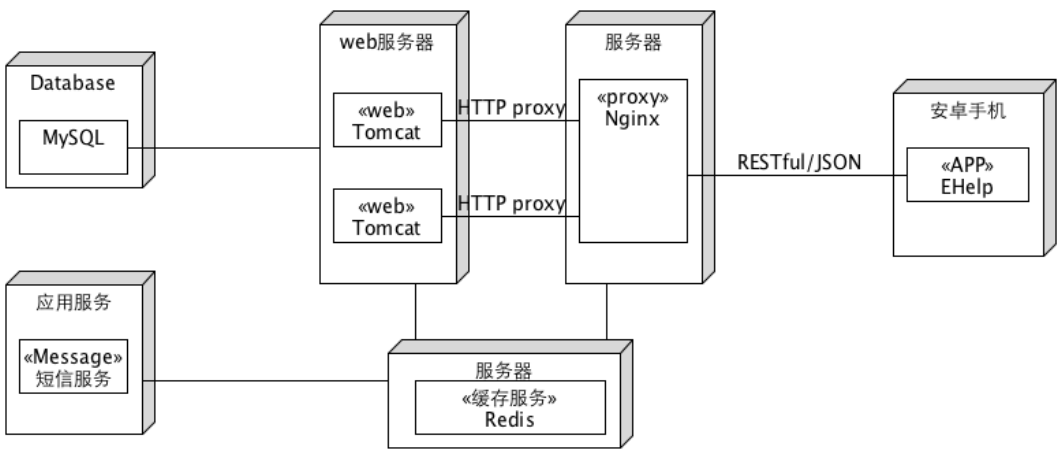 Database
MySQL
web服务器
«web»
Tomcat
«web»
Tomcat
HTTP proxy
HTTP proxy
服务器
«proxy»
Nginx
RESTful/JSON
安卓手机
«APP»
EHelp
应用服务
«Message»
短信服务
服务器
«缓存服务»
Redis